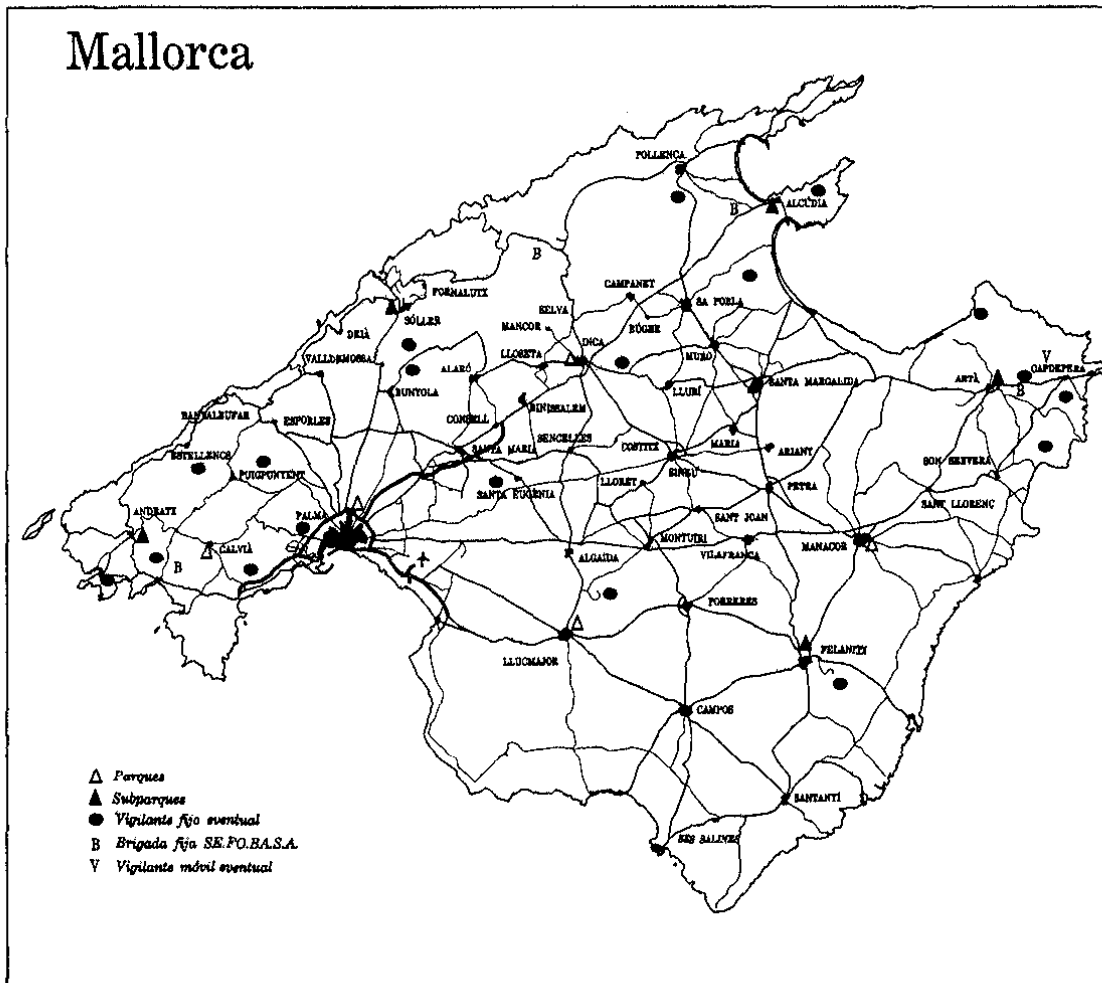 Mallorca
POLLENÇA
B
ALCÚDIA
B
FORNALUTX
CAMPANET
SA POBLA
SELVA
SÓLLER
MANCOR
BÚGER
DEIÀ
INCA
MURO
V
VALLDEMOSSA
LLOSETA
ARTÀ
CAPDEPERA
ALARÓ
SANTA MARGALIDA
BUNYOLA
LLUBÍ
B
BINISSALEM
BANYALBUFAR
ESPORLES
CONSELL
MARIA
SENCELLES
COSTITX
SANTA MARIA
ARIANY
ESTELLENCS
SINEU
SON SERVERA
PUIGPUNYENT
LLORET
SANTA EUGENIA
PETRA
SANT LLORENÇ
ANDRATX
PALMA
SANT JOAN
CALVIÀ
MONTUÏRI
MANACOR
ALGAIDA
VILAFRANCA
B
PORRERES
LLUCMAJOR
FELANITX
CAMPOS
SANTANYÍ
SES SALINES
Parques
Subparques
Vigilante fijo eventual
B Brigada fija SE.FO.BA.S.A.
V Vigilante móvil eventual